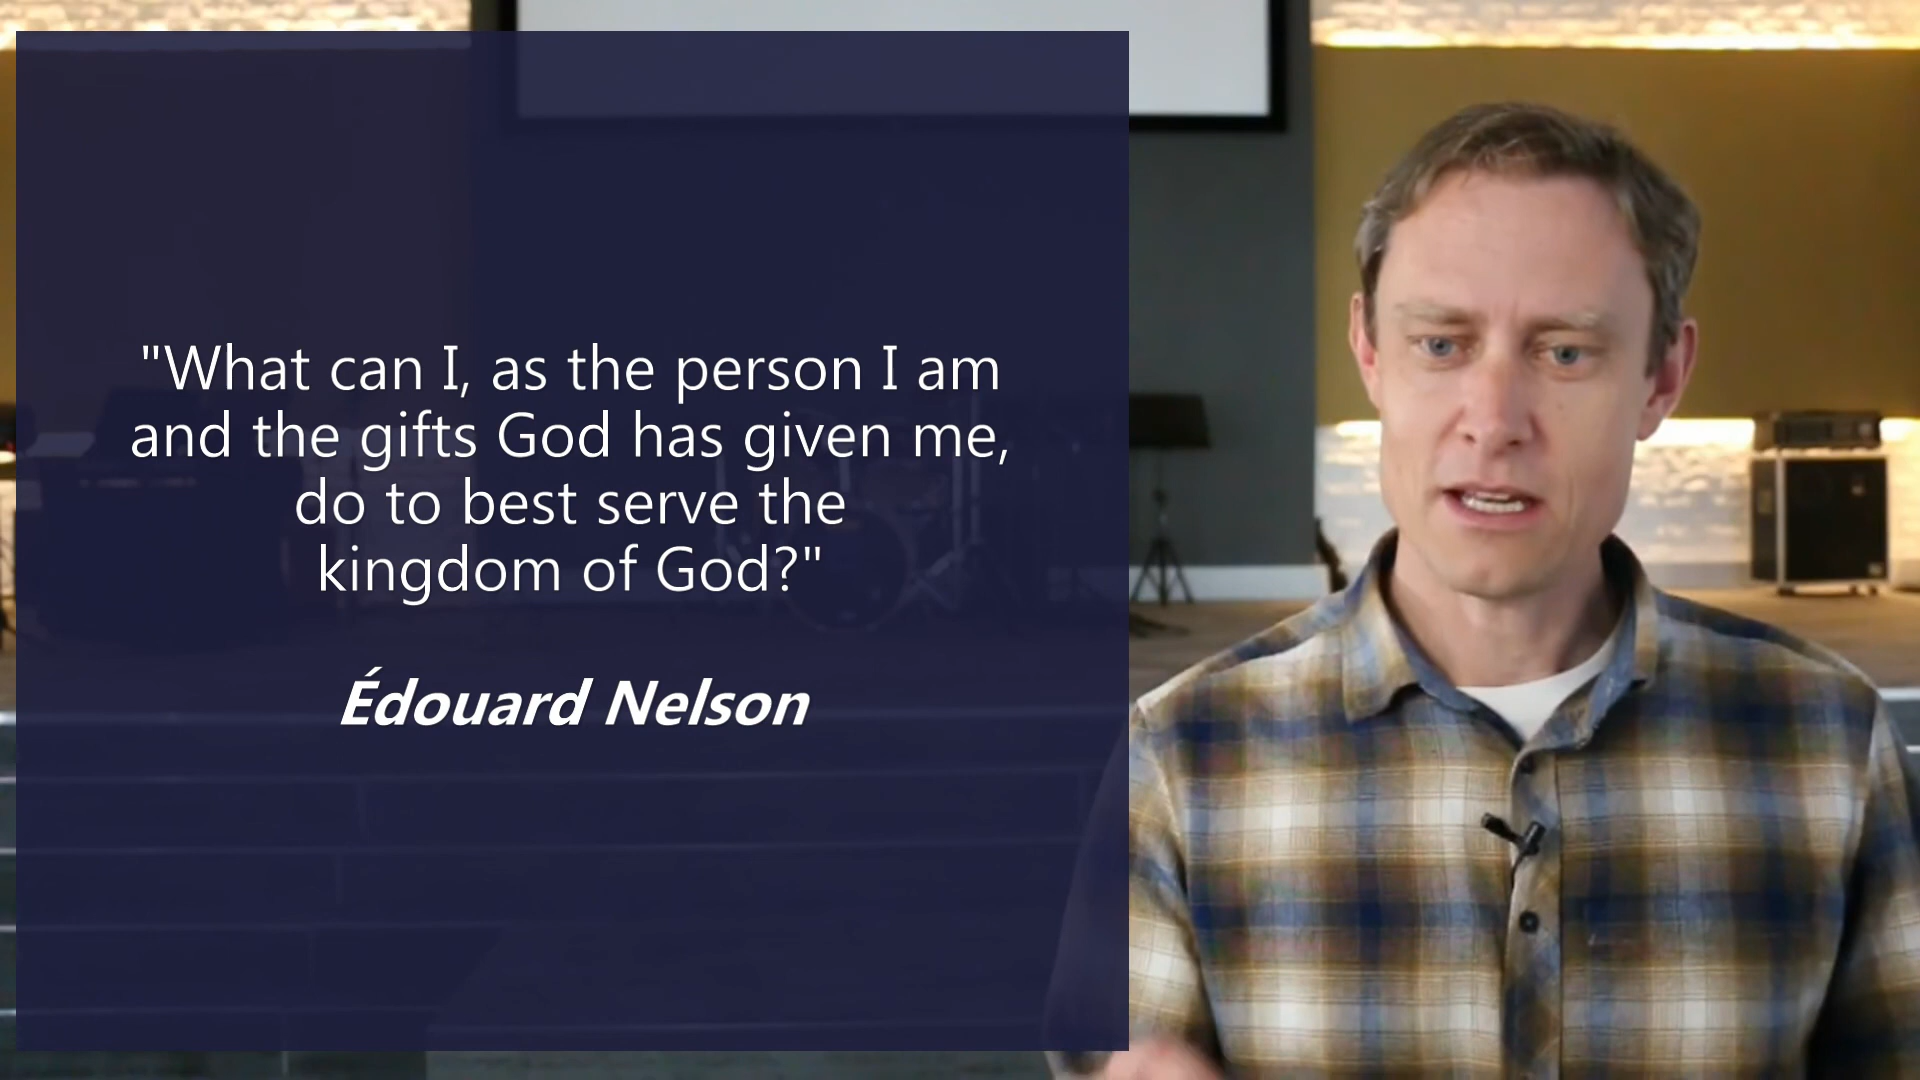 "What can I, as the person I am
and the gifts God has given me,
do to best serve the
kingdom of God?"
Édouard Nelson